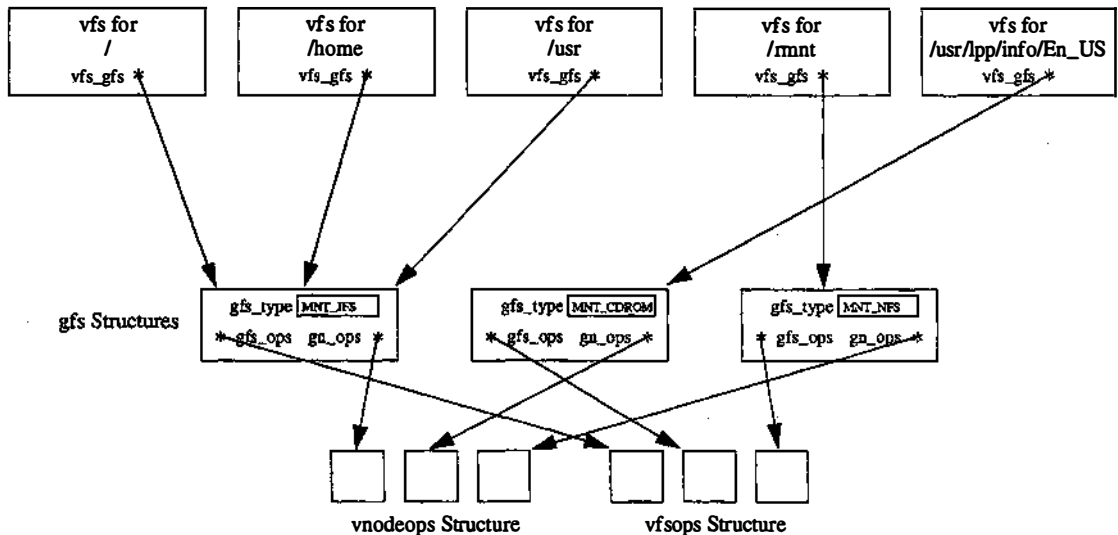 vfs for
/
vfs_gfs *
vfs for
/home
vfs_gfs *
vfs for
/usr
vfs_gfs *
vfs for
/rmnt
vfs_gfs *
vfs for
/usr/lpp/info/En_US
vfs_gfs *
gfs Structures
gfs_type MNT_JFS
* gfs_ops gn_ops *
gfs_type MNT_CDROM
* gfs_ops gn_ops *
gfs_type MNT_NFS
* gfs_ops gn_ops *
vnodeops Structure
vfsops Structure